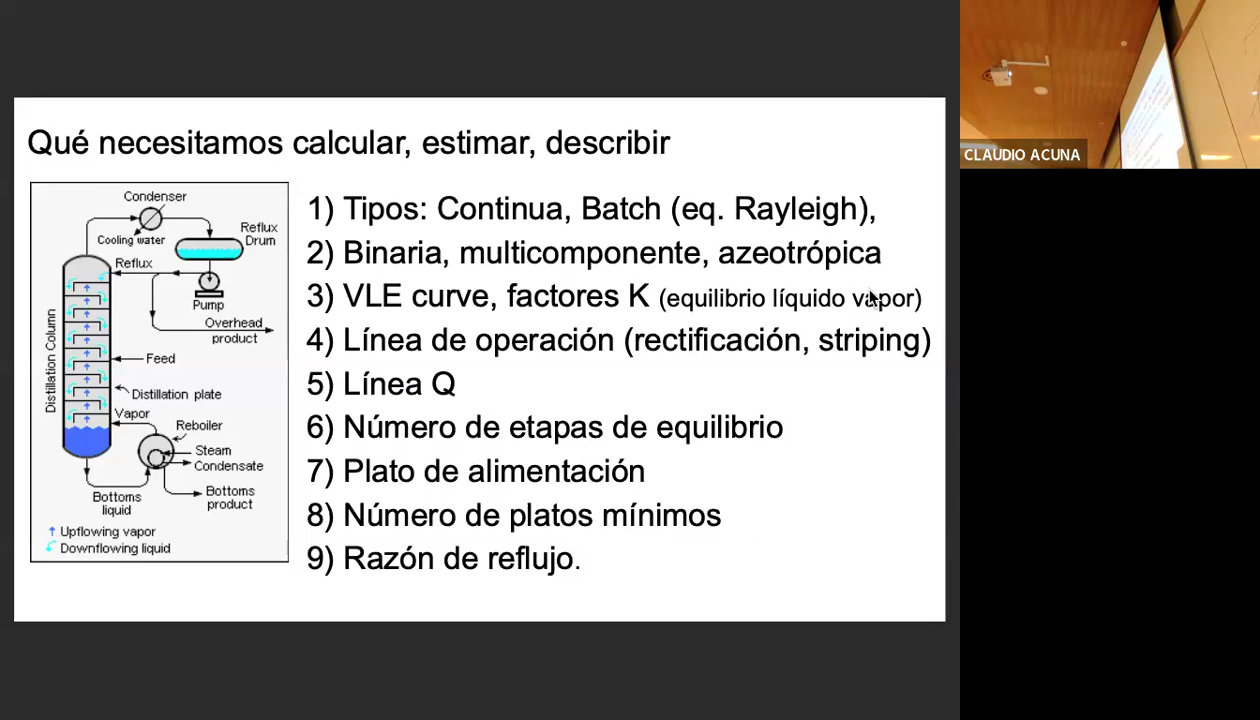 Qué necesitamos calcular, estimar, describir
Condenser
Cooling water
Reflux
Drum
Reflux
Pump
Overhead
product
Distillation Column
Feed
Distillation plate
Vapor
Reboiler
Steam
Condensate
Bottoms
liquid
Bottoms
product
Upflowing vapor
Downflowing liquid
1) Tipos: Continua, Batch (eq. Rayleigh),
2) Binaria, multicomponente, azeotrópica
3) VLE curve, factores K (equilibrio líquido vapor)
4) Línea de operación (rectificación, striping)
5) Línea Q
6) Número de etapas de equilibrio
7) Plato de alimentación
8) Número de platos mínimos
9) Razón de reflujo.
CLAUDIO ACUNA